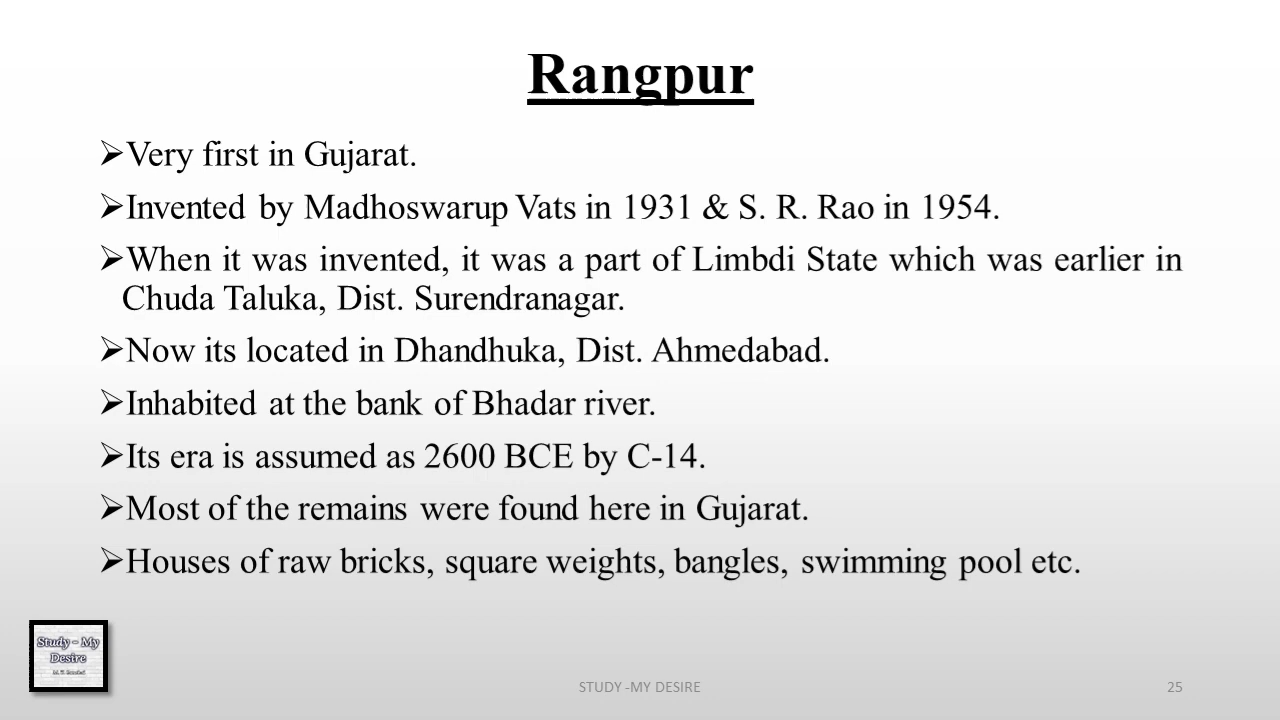 Rangpur
➢Very first in Gujarat.
➢Invented by Madhoswarup Vats in 1931 & S. R. Rao in 1954.
➢When it was invented, it was a part of Limbdi State which was earlier in
Chuda Taluka, Dist. Surendranagar.
➢Now its located in Dhandhuka, Dist. Ahmedabad.
➢Inhabited at the bank of Bhadar river.
➢Its era is assumed as 2600 BCE by C-14.
➢Most of the remains were found here in Gujarat.
➢Houses of raw bricks, square weights, bangles, swimming pool etc.
Study - My
Desire
STUDY -MY DESIRE
25